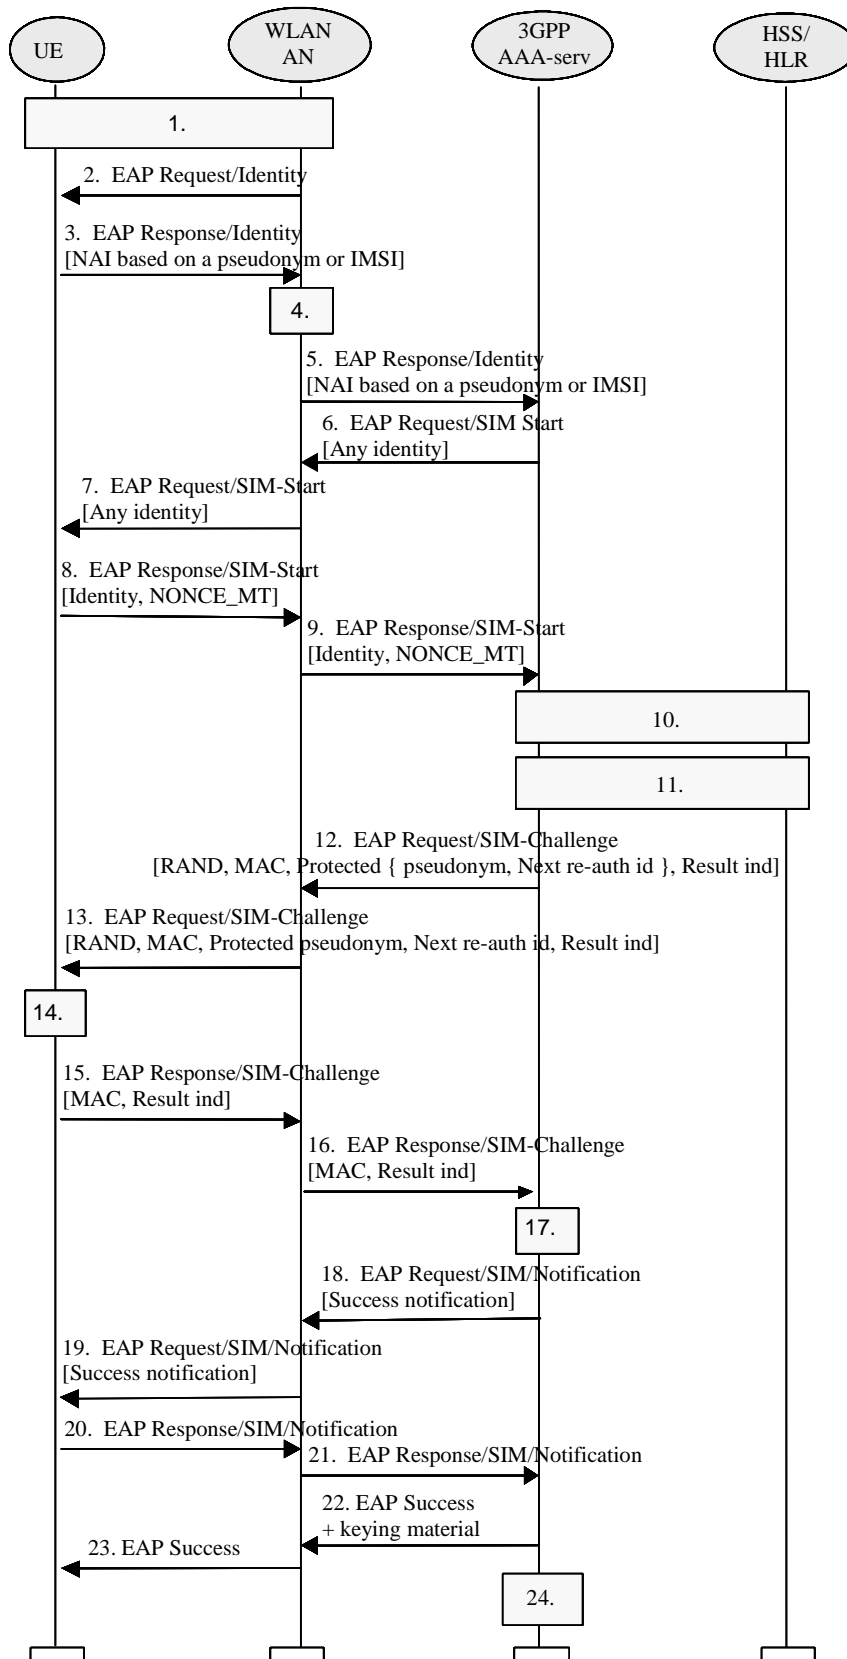 UE
WLAN
AN
3GPP
AAA-serv
HSS/
HLR
1.
2. EAP Request/Identity
3. EAP Response/Identity
[NAI based on a pseudonym or IMSI]
4.
5. EAP Response/Identity
[NAI based on a pseudonym or IMSI]
6. EAP Request/SIM Start
[Any identity]
7. EAP Request/SIM-Start
[Any identity]
8. EAP Response/SIM-Start
[Identity, NONCE_MT]
9. EAP Response/SIM-Start
[Identity, NONCE_MT]
10.
11.
12. EAP Request/SIM-Challenge
[RAND, MAC, Protected { pseudonym, Next re-auth id }, Result ind]
13. EAP Request/SIM-Challenge
[RAND, MAC, Protected pseudonym, Next re-auth id, Result ind]
14.
15. EAP Response/SIM-Challenge
[MAC, Result ind]
16. EAP Response/SIM-Challenge
[MAC, Result ind]
17.
18. EAP Request/SIM/Notification
[Success notification]
19. EAP Request/SIM/Notification
[Success notification]
20. EAP Response/SIM/Notification
21. EAP Response/SIM/Notification
22. EAP Success
+ keying material
23. EAP Success
24.